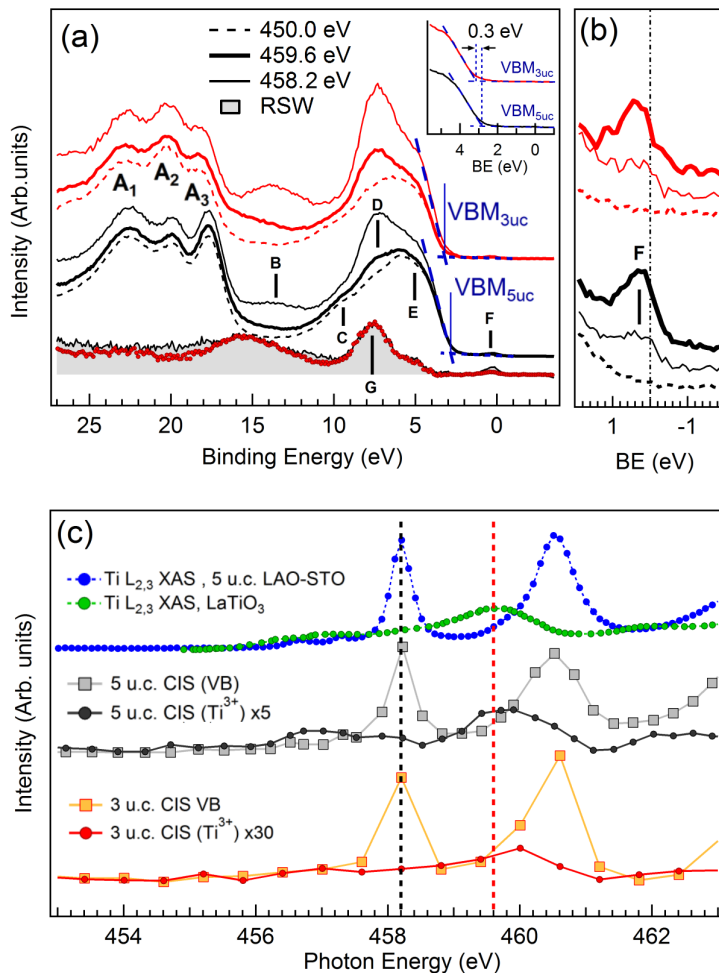 (a)
450.0 eV
459.6 eV
458.2 eV
RSW
0.3 eV
VBM3uc
VBM5uc
4 2 0
BE (eV)
A1
A2
A3
B
D
C
E
F
G
VBM3uc
VBM5uc
25 20 15 10 5 0
Binding Energy (eV)
Intensity (Arb.units)
(b)
F
1 -1
BE (eV)
(c)
Ti L2,3 XAS , 5 u.c. LAO-STO
Ti L2,3 XAS, LaTiO3
5 u.c. CIS (VB)
5 u.c. CIS (Ti3+) x5
3 u.c. CIS VB
3 u.c. CIS (Ti3+) x30
Intensity (Arb. units)
454 456 458 460 462
Photon Energy (eV)